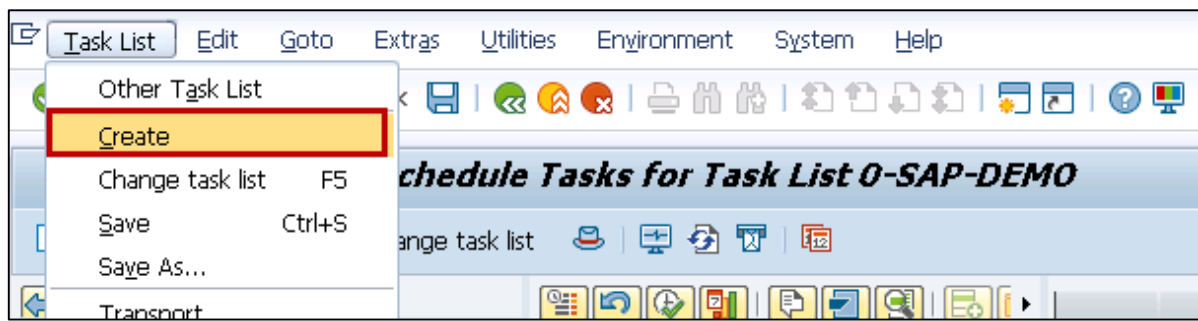 Task List Edit Goto Extras Utilities Environment System Help
Other Task List
Create
Change task list F5
chedule Tasks for Task List 0-SAP-DEMO
Save Ctrl+S
ange task list
Save As...
Transport